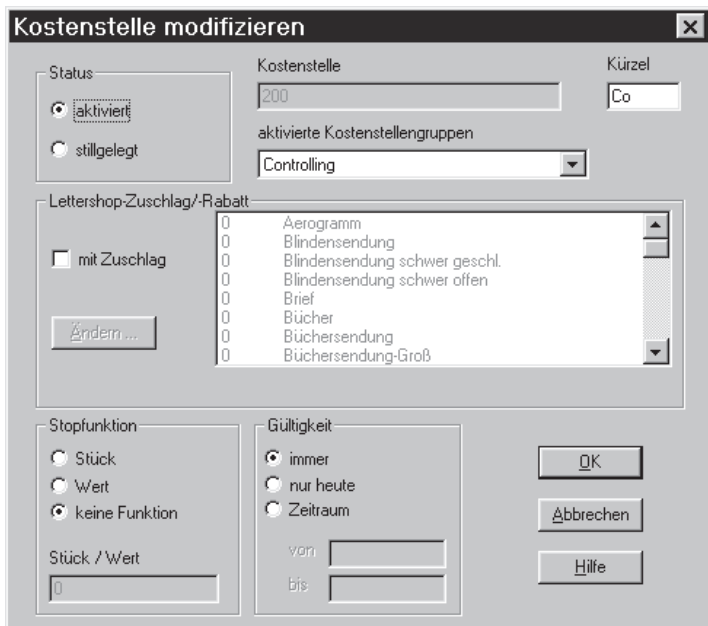 Kostenstelle modifizieren
Status
aktiviert
stillgelegt
Kostenstelle
200
Kürzel
Co
aktivierte Kostenstellengruppen
Controlling
Lettershop-Zuschlag/-Rabatt
mit Zuschlag
Ändern ...
0 Aerogramm
0 Blindensendung
0 Blindensendung schwer geschl.
0 Blindensendung schwer offen
0 Brief
0 Bücher
0 Büchersendung
0 Büchersendung-Groß
Stopfunktion
Stück
Wert
keine Funktion
Stück / Wert
0
Gültigkeit
immer
nur heute
Zeitraum
von
bis
OK
Abbrechen
Hilfe